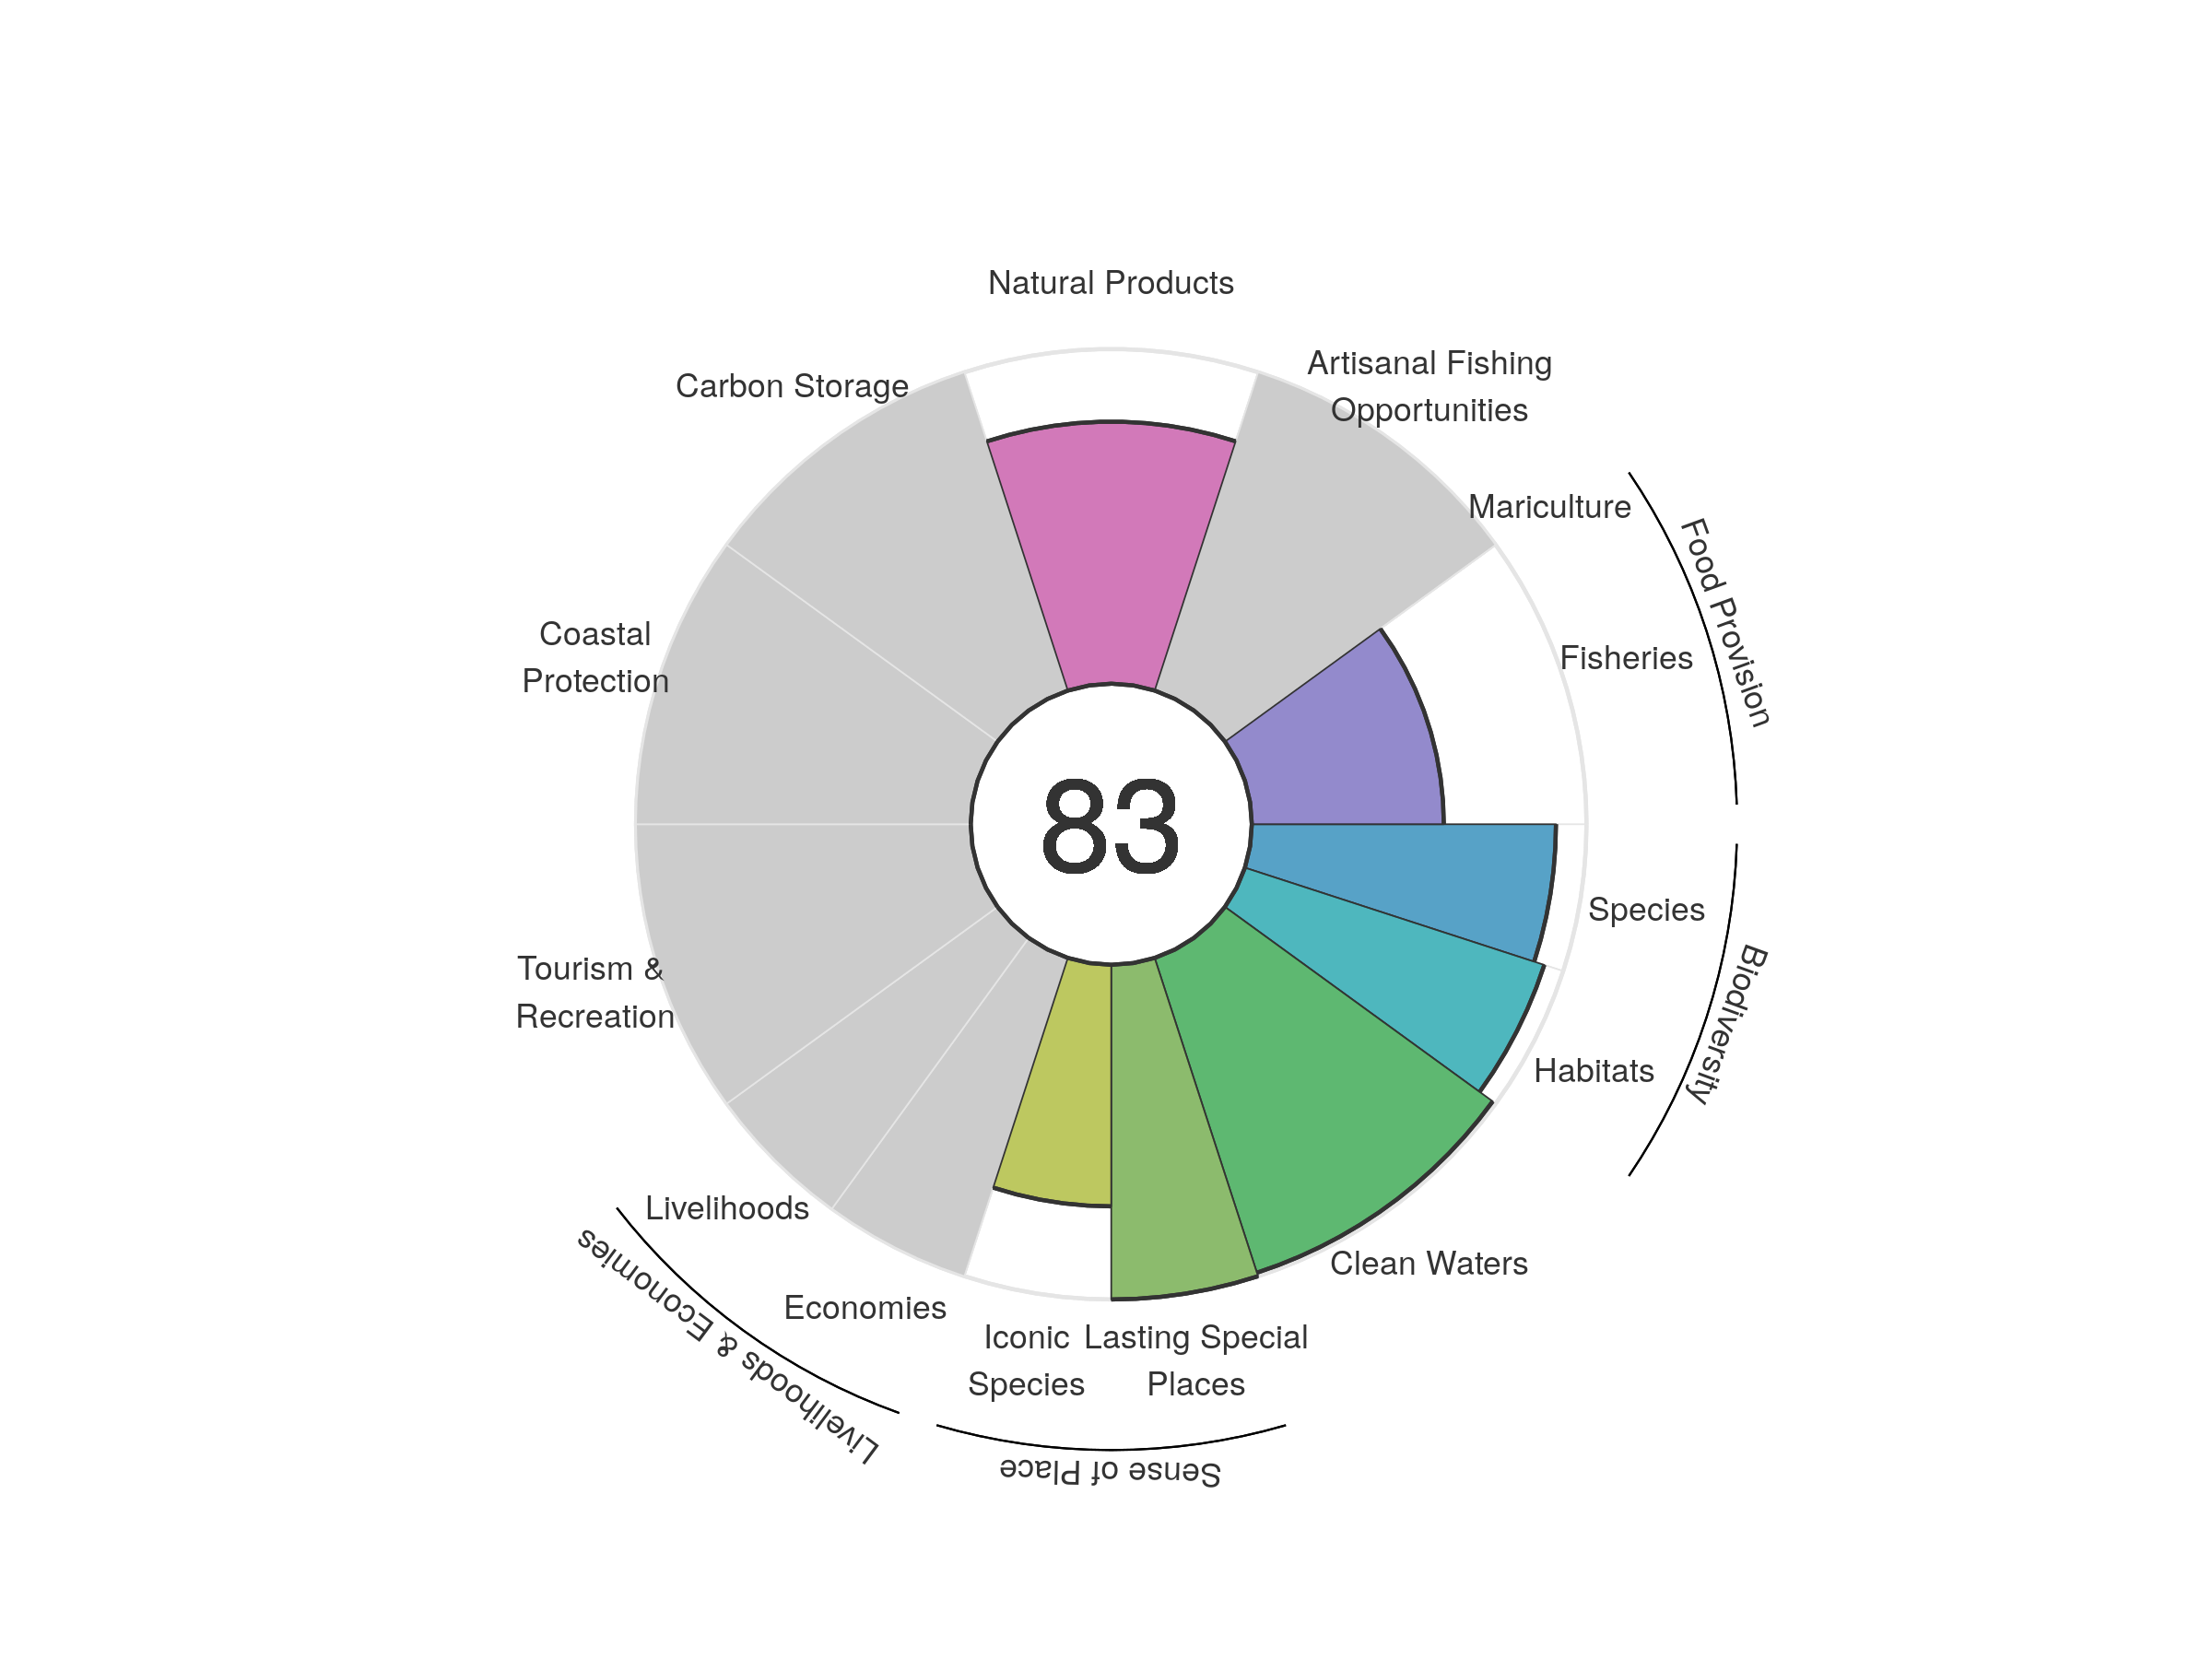 Natural Products
Artisanal Fishing
Opportunities
Carbon Storage
Mariculture
Food Provision
Fisheries
Coastal
Protection
83
Species
Biodiversity
Tourism &
Recreation
Habitats
Livelihoods
Clean Waters
Livelihoods & Economies
Economies
Iconic
Species
Lasting Special
Places
Sense of Place